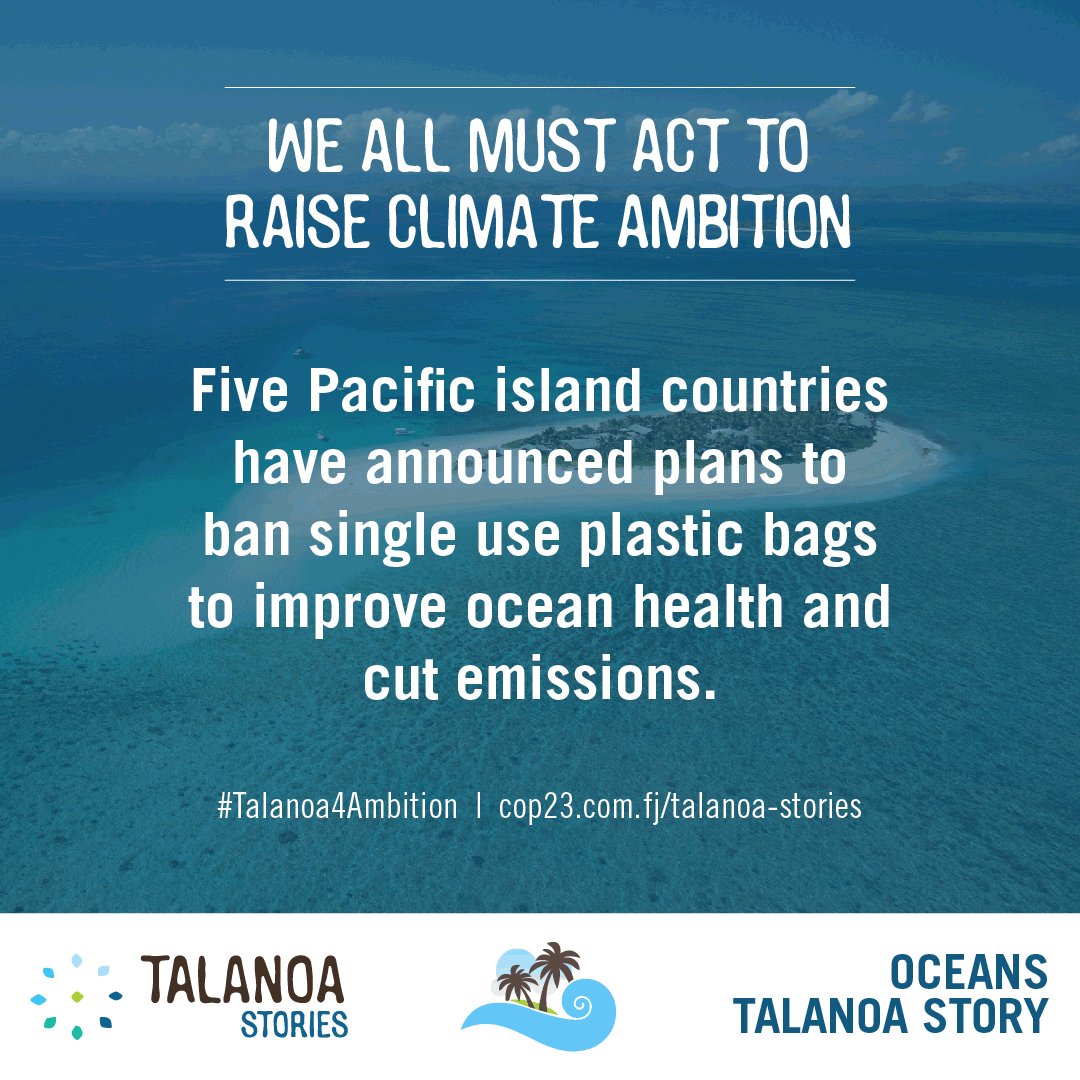 WE ALL MUST ACT TO
RAISE CLIMATE AMBITION
Five Pacific island countries
have announced plans to
ban single use plastic bags
to improve ocean health and
cut emissions.
#Talanoa4Ambition | cop23.com.fj/talanoa-stories
TALANOA
STORIES
OCEANS
TALANOA STORY